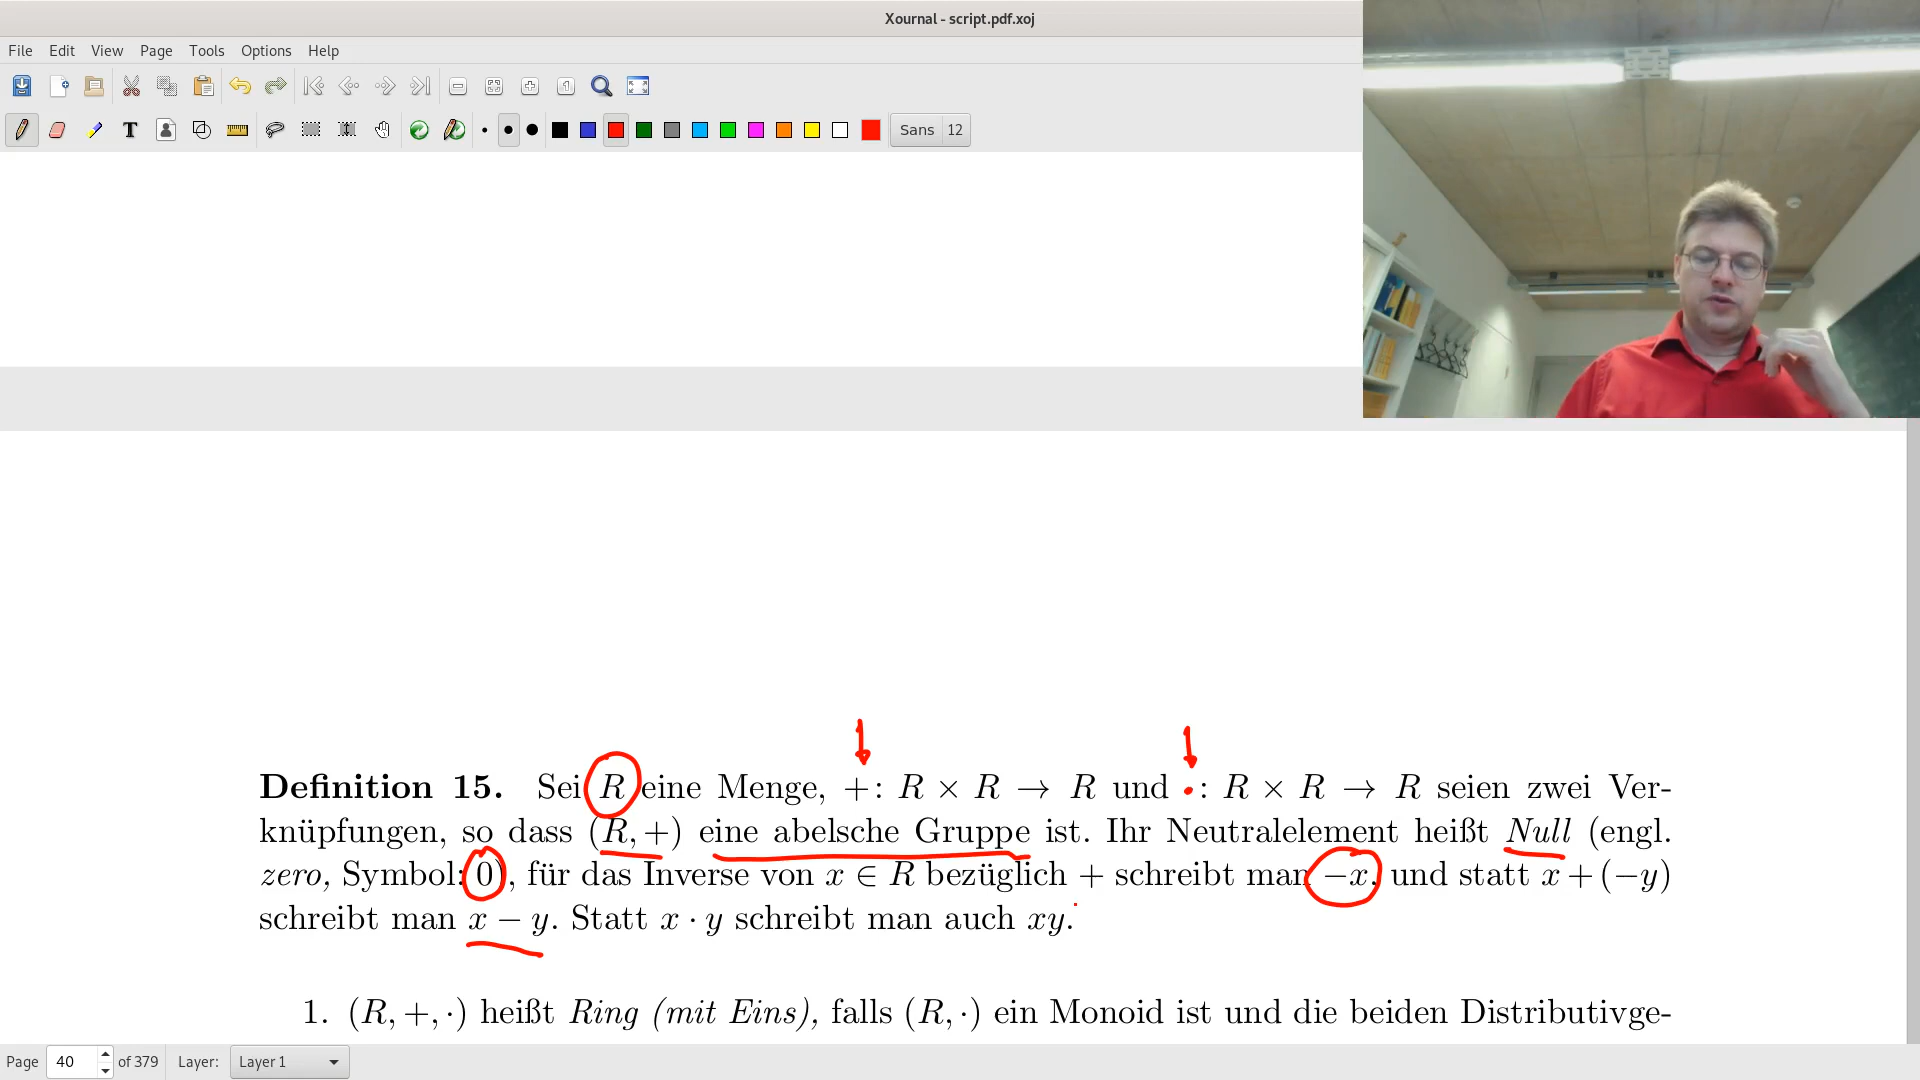 Xournal - script.pdf.xoj
File Edit View Page Tools Options Help
Sans 12
Definition 15. Sei R eine Menge, +: R × R → R und ·: R × R → R seien zwei Ver-
knüpfungen, so dass (R, +) eine abelsche Gruppe ist. Ihr Neutralelement heißt Null (engl.
zero, Symbol: 0), für das Inverse von x ∈ R bezüglich + schreibt man −x, und statt x + (−y)
schreibt man x − y. Statt x · y schreibt man auch xy.
1. (R, +, ·) heißt Ring (mit Eins), falls (R, ·) ein Monoid ist und die beiden Distributivge-
Page 40 of 379 Layer: Layer 1